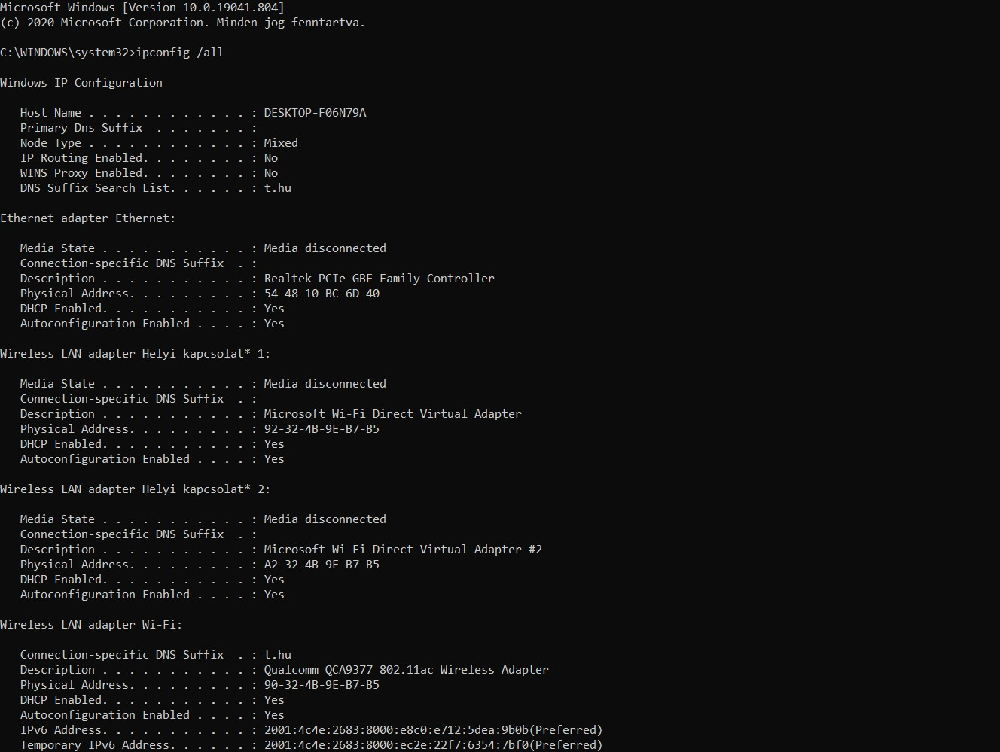 Microsoft Windows [Version 10.0.19041.804]
(c) 2020 Microsoft Corporation. Minden jog fenntartva.
C:\WINDOWS\system32>ipconfig /all
Windows IP Configuration
Host Name . . . . . . . . . . . . : DESKTOP-F06N79A
Primary Dns Suffix  . . . . . . . :
Node Type . . . . . . . . . . . . : Mixed
IP Routing Enabled. . . . . . . . : No
WINS Proxy Enabled. . . . . . . . : No
DNS Suffix Search List. . . . . . : t.hu
Ethernet adapter Ethernet:
Media State . . . . . . . . . . . : Media disconnected
Connection-specific DNS Suffix  . :
Description . . . . . . . . . . . : Realtek PCIe GBE Family Controller
Physical Address. . . . . . . . . : 54-48-10-BC-6D-40
DHCP Enabled. . . . . . . . . . . : Yes
Autoconfiguration Enabled . . . . : Yes
Wireless LAN adapter Helyi kapcsolat* 1:
Media State . . . . . . . . . . . : Media disconnected
Connection-specific DNS Suffix  . :
Description . . . . . . . . . . . : Microsoft Wi-Fi Direct Virtual Adapter
Physical Address. . . . . . . . . : 92-32-4B-9E-B7-B5
DHCP Enabled. . . . . . . . . . . : Yes
Autoconfiguration Enabled . . . . : Yes
Wireless LAN adapter Helyi kapcsolat* 2:
Media State . . . . . . . . . . . : Media disconnected
Connection-specific DNS Suffix  . :
Description . . . . . . . . . . . : Microsoft Wi-Fi Direct Virtual Adapter #2
Physical Address. . . . . . . . . : A2-32-4B-9E-B7-B5
DHCP Enabled. . . . . . . . . . . : Yes
Autoconfiguration Enabled . . . . : Yes
Wireless LAN adapter Wi-Fi:
Connection-specific DNS Suffix  . : t.hu
Description . . . . . . . . . . . : Qualcomm QCA9377 802.11ac Wireless Adapter
Physical Address. . . . . . . . . : 90-32-4B-9E-B7-B5
DHCP Enabled. . . . . . . . . . . : Yes
Autoconfiguration Enabled . . . . : Yes
IPv6 Address. . . . . . . . . . . : 2001:4c4e:2683:8000:e8c0:e712:5dea:9b0b(Preferred)
Temporary IPv6 Address. . . . . . : 2001:4c4e:2683:8000:ec2e:22f7:6354:7bf0(Preferred)